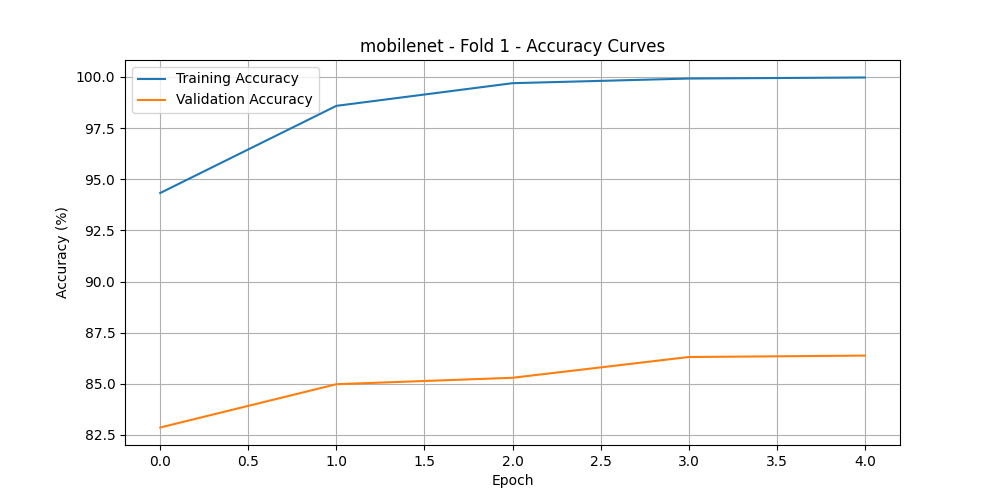 mobilenet - Fold 1 - Accuracy Curves
Training Accuracy
Validation Accuracy
Accuracy (%)
100.0
97.5
95.0
92.5
90.0
87.5
85.0
82.5
0.0 0.5 1.0 1.5 2.0 2.5 3.0 3.5 4.0
Epoch